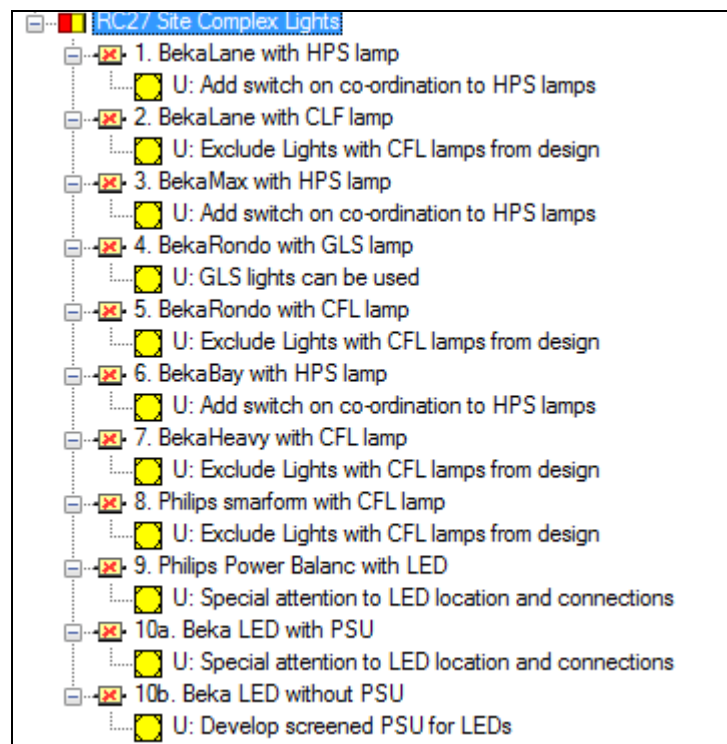 RC27 Site Complex Lights
1. BekaLane with HPS lamp
U: Add switch on co-ordination to HPS lamps
2. BekaLane with CLF lamp
U: Exclude Lights with CFL lamps from design
3. BekaMax with HPS lamp
U: Add switch on co-ordination to HPS lamps
4. BekaRondo with GLS lamp
U: GLS lights can be used
5. BekaRondo with CFL lamp
U: Exclude Lights with CFL lamps from design
6. BekaBay with HPS lamp
U: Add switch on co-ordination to HPS lamps
7. BekaHeavy with CFL lamp
U: Exclude Lights with CFL lamps from design
8. Philips smarform with CFL lamp
U: Exclude Lights with CFL lamps from design
9. Philips Power Balanc with LED
U: Special attention to LED location and connections
10a. Beka LED with PSU
U: Special attention to LED location and connections
10b. Beka LED without PSU
U: Develop screened PSU for LEDs